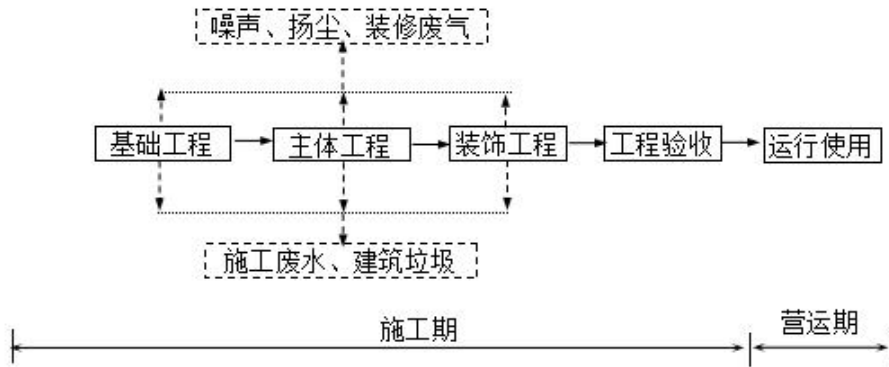 噪声、扬尘、装修废气
基础工程
主体工程
装饰工程
工程验收
运行使用
施工废水、建筑垃圾
施工期
营运期